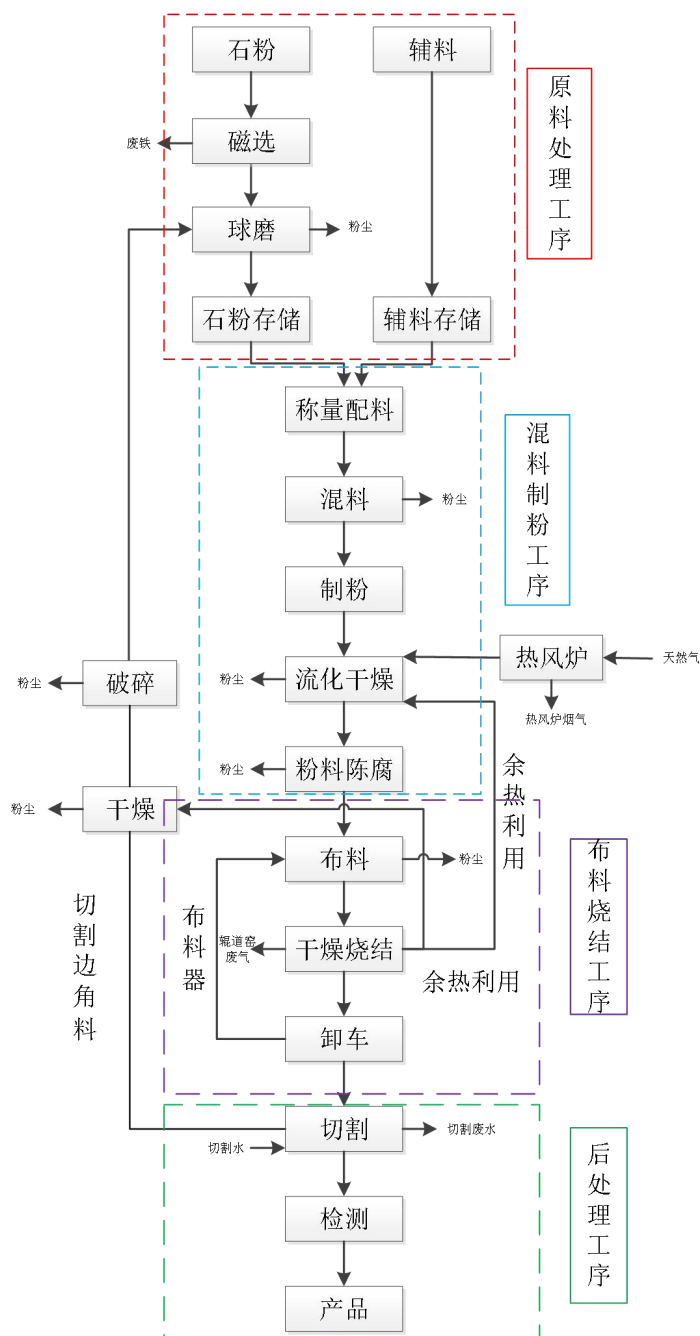 石粉
辅料
原料处理工序
废铁
磁选
球磨
粉尘
石粉存储
辅料存储
称量配料
混料制粉工序
混料
粉尘
制粉
热风炉
天然气
粉尘
流化干燥
粉尘
破碎
热风炉烟气
粉尘
粉料陈腐
余热利用
粉尘
干燥
布料
粉尘
布料烧结工序
切割边角料
布料器
辊道窑
废气
干燥烧结
余热利用
卸车
切割
切割废水
切割水
后处理工序
检测
产品